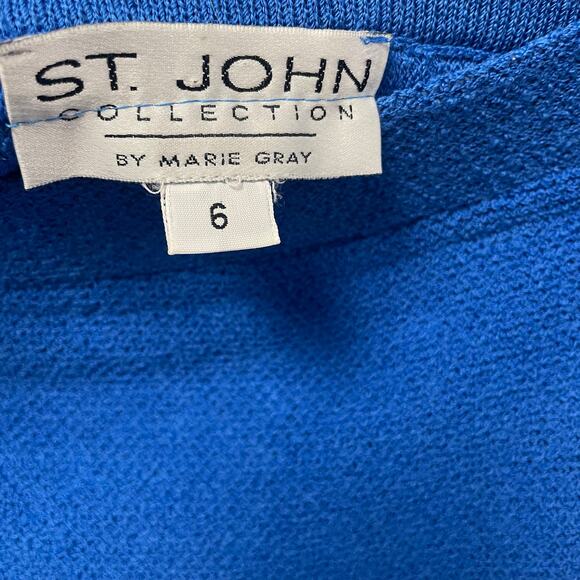 ST. JOHN
COLLECTION
BY MARIE GRAY
6